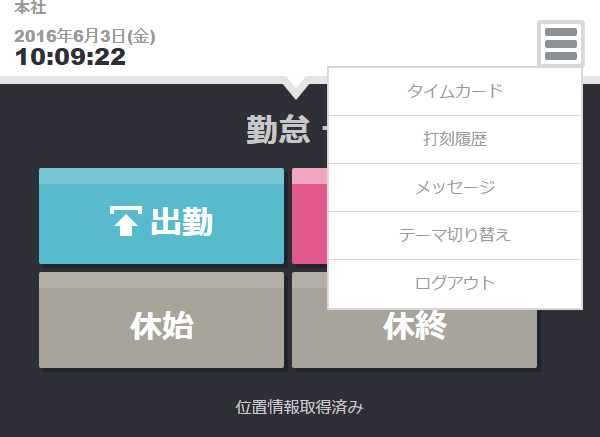 本社
2016年6月3日(金)
10:09:22
タイムカード
打刻履歴
メッセージ
テーマ切り替え
ログアウト
勤怠
出勤
休始
休終
位置情報取得済み